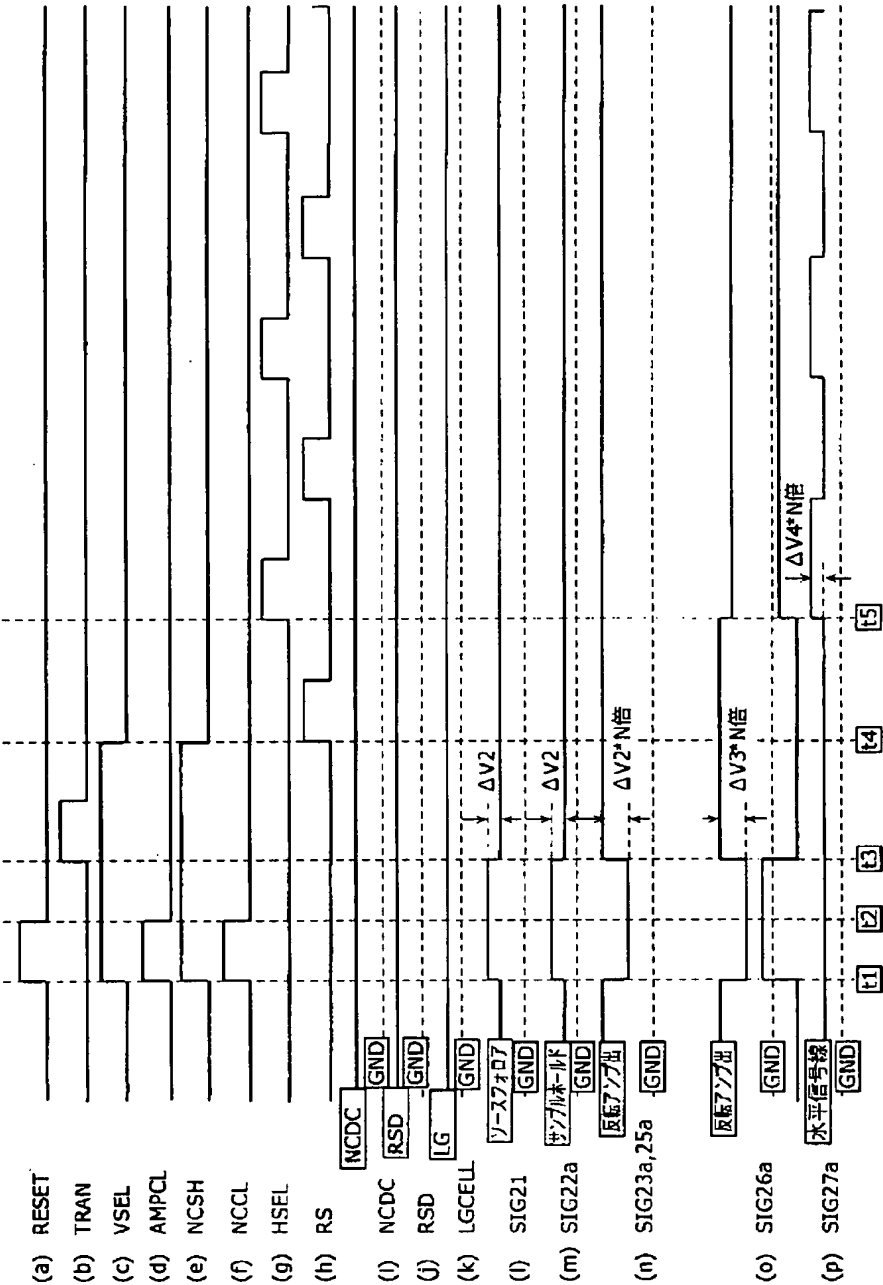 (a) RESET
(b) TRAN
(c) VSEL
(d) AMPCL
(e) NCSH
(f) NCCL
(g) HSEL
(h) RS
NCDC
(I) NCDC
GND
RSD
(j) RSD
GND
LG
(k) LGCELL
GND
ソースフォロア
ΔV2
(l) SIG21
GND
サンプルホールド
ΔV2
(m) SIG22a
GND
反転アンプ出
ΔV2*N倍
(n) SIG23a,25a
GND
反転アンプ出
ΔV3*N倍
(o) SIG26a
GND
ΔV4*N倍
水平信号線
(p) SIG27a
GND
t1
t2
t3
t4
t5